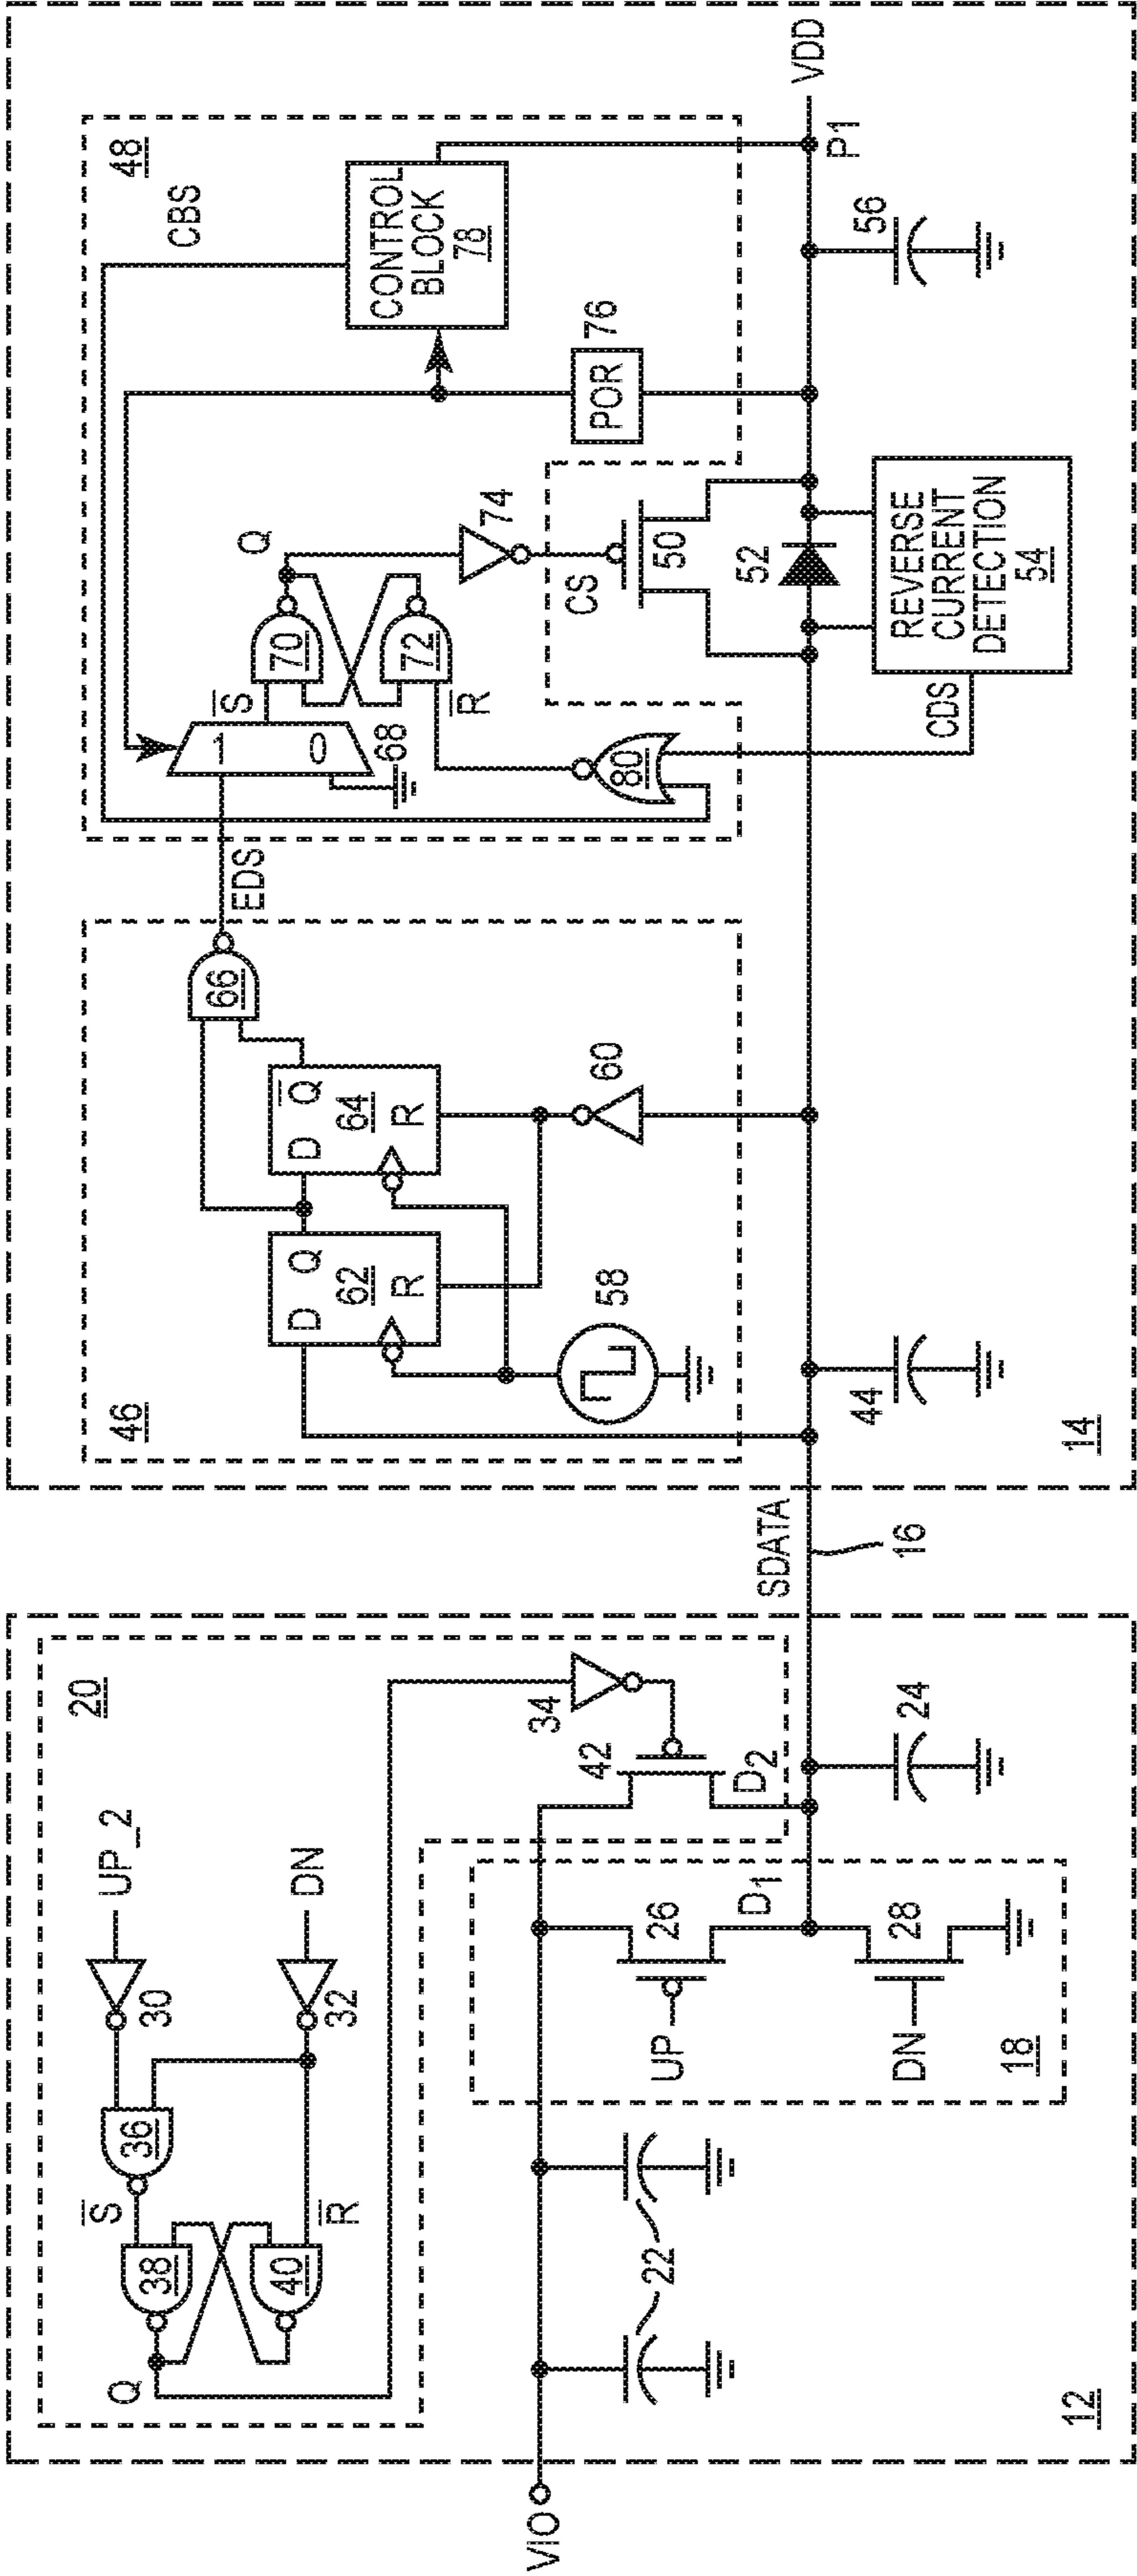 20
UP_2
DN
30
32
36
S
R
38
40
Q
34
42
D2
VIO
22
UP
26
D1
DN
28
18
24
12
SDATA
16
46
66
EDS
D
Q
62
R
D
Q
64
R
60
58
44
14
48
CBS
S
1
0
68
70
Q
72
R
74
80
CS
50
52
CONTROL
BLOCK
78
POR
76
CDS
REVERSE
CURRENT
DETECTION
54
56
P1
VDD